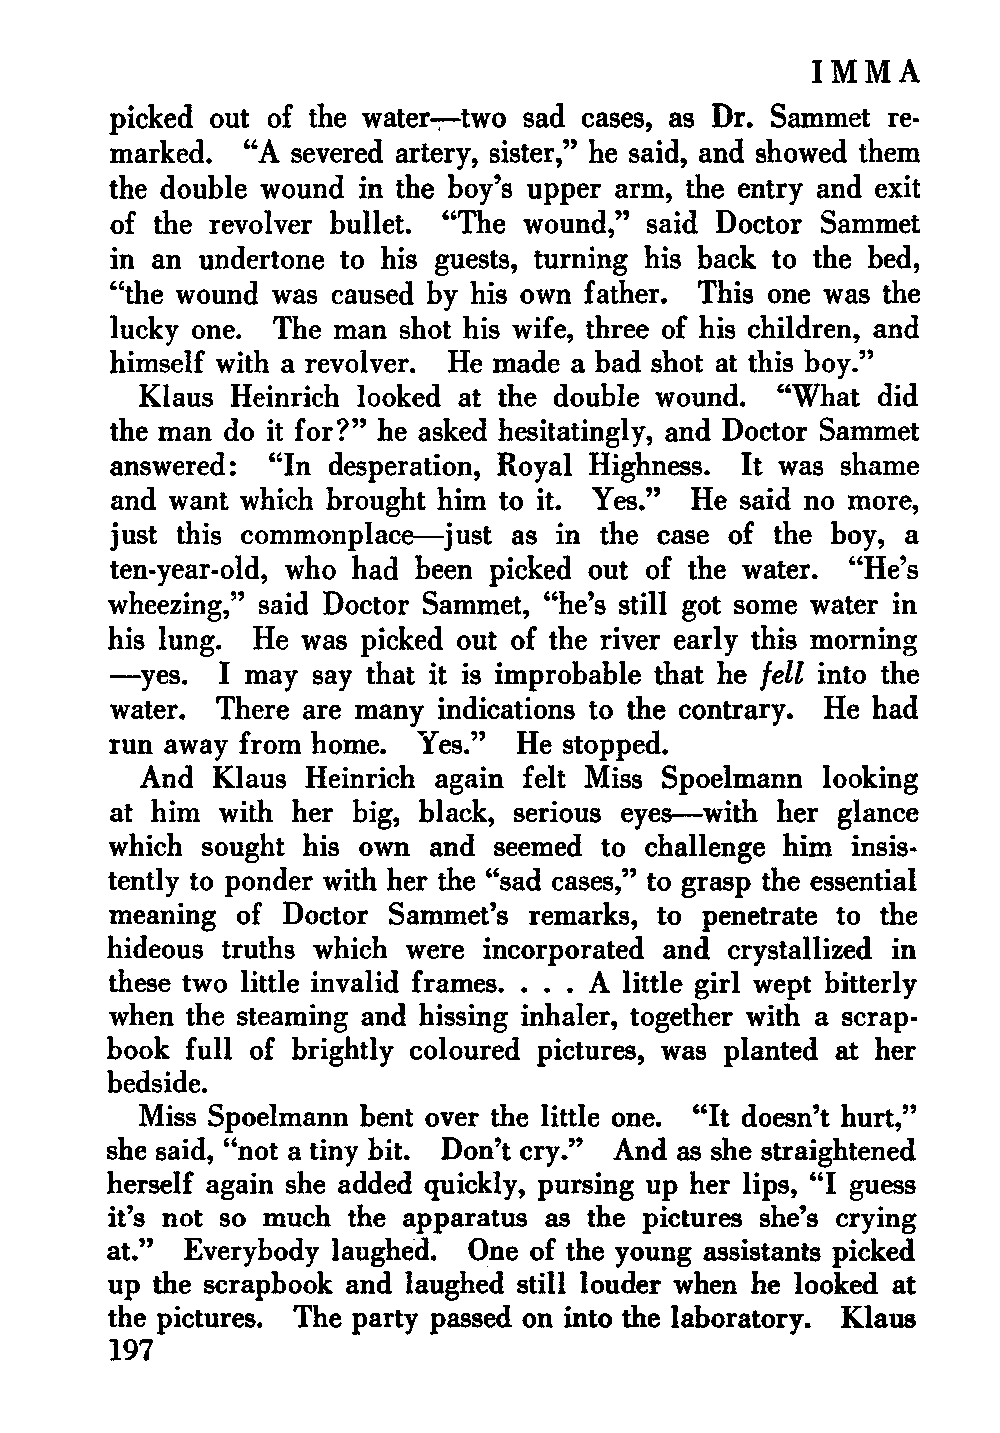 IMMA
picked out of the water—two sad cases, as Dr. Sammet re-
marked. “A severed artery, sister,” he said, and showed them
the double wound in the boy’s upper arm, the entry and exit
of the revolver bullet. “The wound,” said Doctor Sammet
in an undertone to his guests, turning his back to the bed,
“the wound was caused by his own father. This one was the
lucky one. The man shot his wife, three of his children, and
himself with a revolver. He made a bad shot at this boy.”
Klaus Heinrich looked at the double wound. “What did
the man do it for?” he asked hesitatingly, and Doctor Sammet
answered: “In desperation, Royal Highness. It was shame
and want which brought him to it. Yes.” He said no more,
just this commonplace—just as in the case of the boy, a
ten-year-old, who had been picked out of the water. “He’s
wheezing,” said Doctor Sammet, “he’s still got some water in
his lung. He was picked out of the river early this morning
—yes. I may say that it is improbable that he fell into the
water. There are many indications to the contrary. He had
run away from home. Yes.” He stopped.
And Klaus Heinrich again felt Miss Spoelmann looking
at him with her big, black, serious eyes—with her glance
which sought his own and seemed to challenge him insis-
tently to ponder with her the “sad cases,” to grasp the essential
meaning of Doctor Sammet’s remarks, to penetrate to the
hideous truths which were incorporated and crystallized in
these two little invalid frames. . . . A little girl wept bitterly
when the steaming and hissing inhaler, together with a scrap-
book full of brightly coloured pictures, was planted at her
bedside.
Miss Spoelmann bent over the little one. “It doesn’t hurt,”
she said, “not a tiny bit. Don’t cry.” And as she straightened
herself again she added quickly, pursing up her lips, “I guess
it’s not so much the apparatus as the pictures she’s crying
at.” Everybody laughed. One of the young assistants picked
up the scrapbook and laughed still louder when he looked at
the pictures. The party passed on into the laboratory. Klaus
197